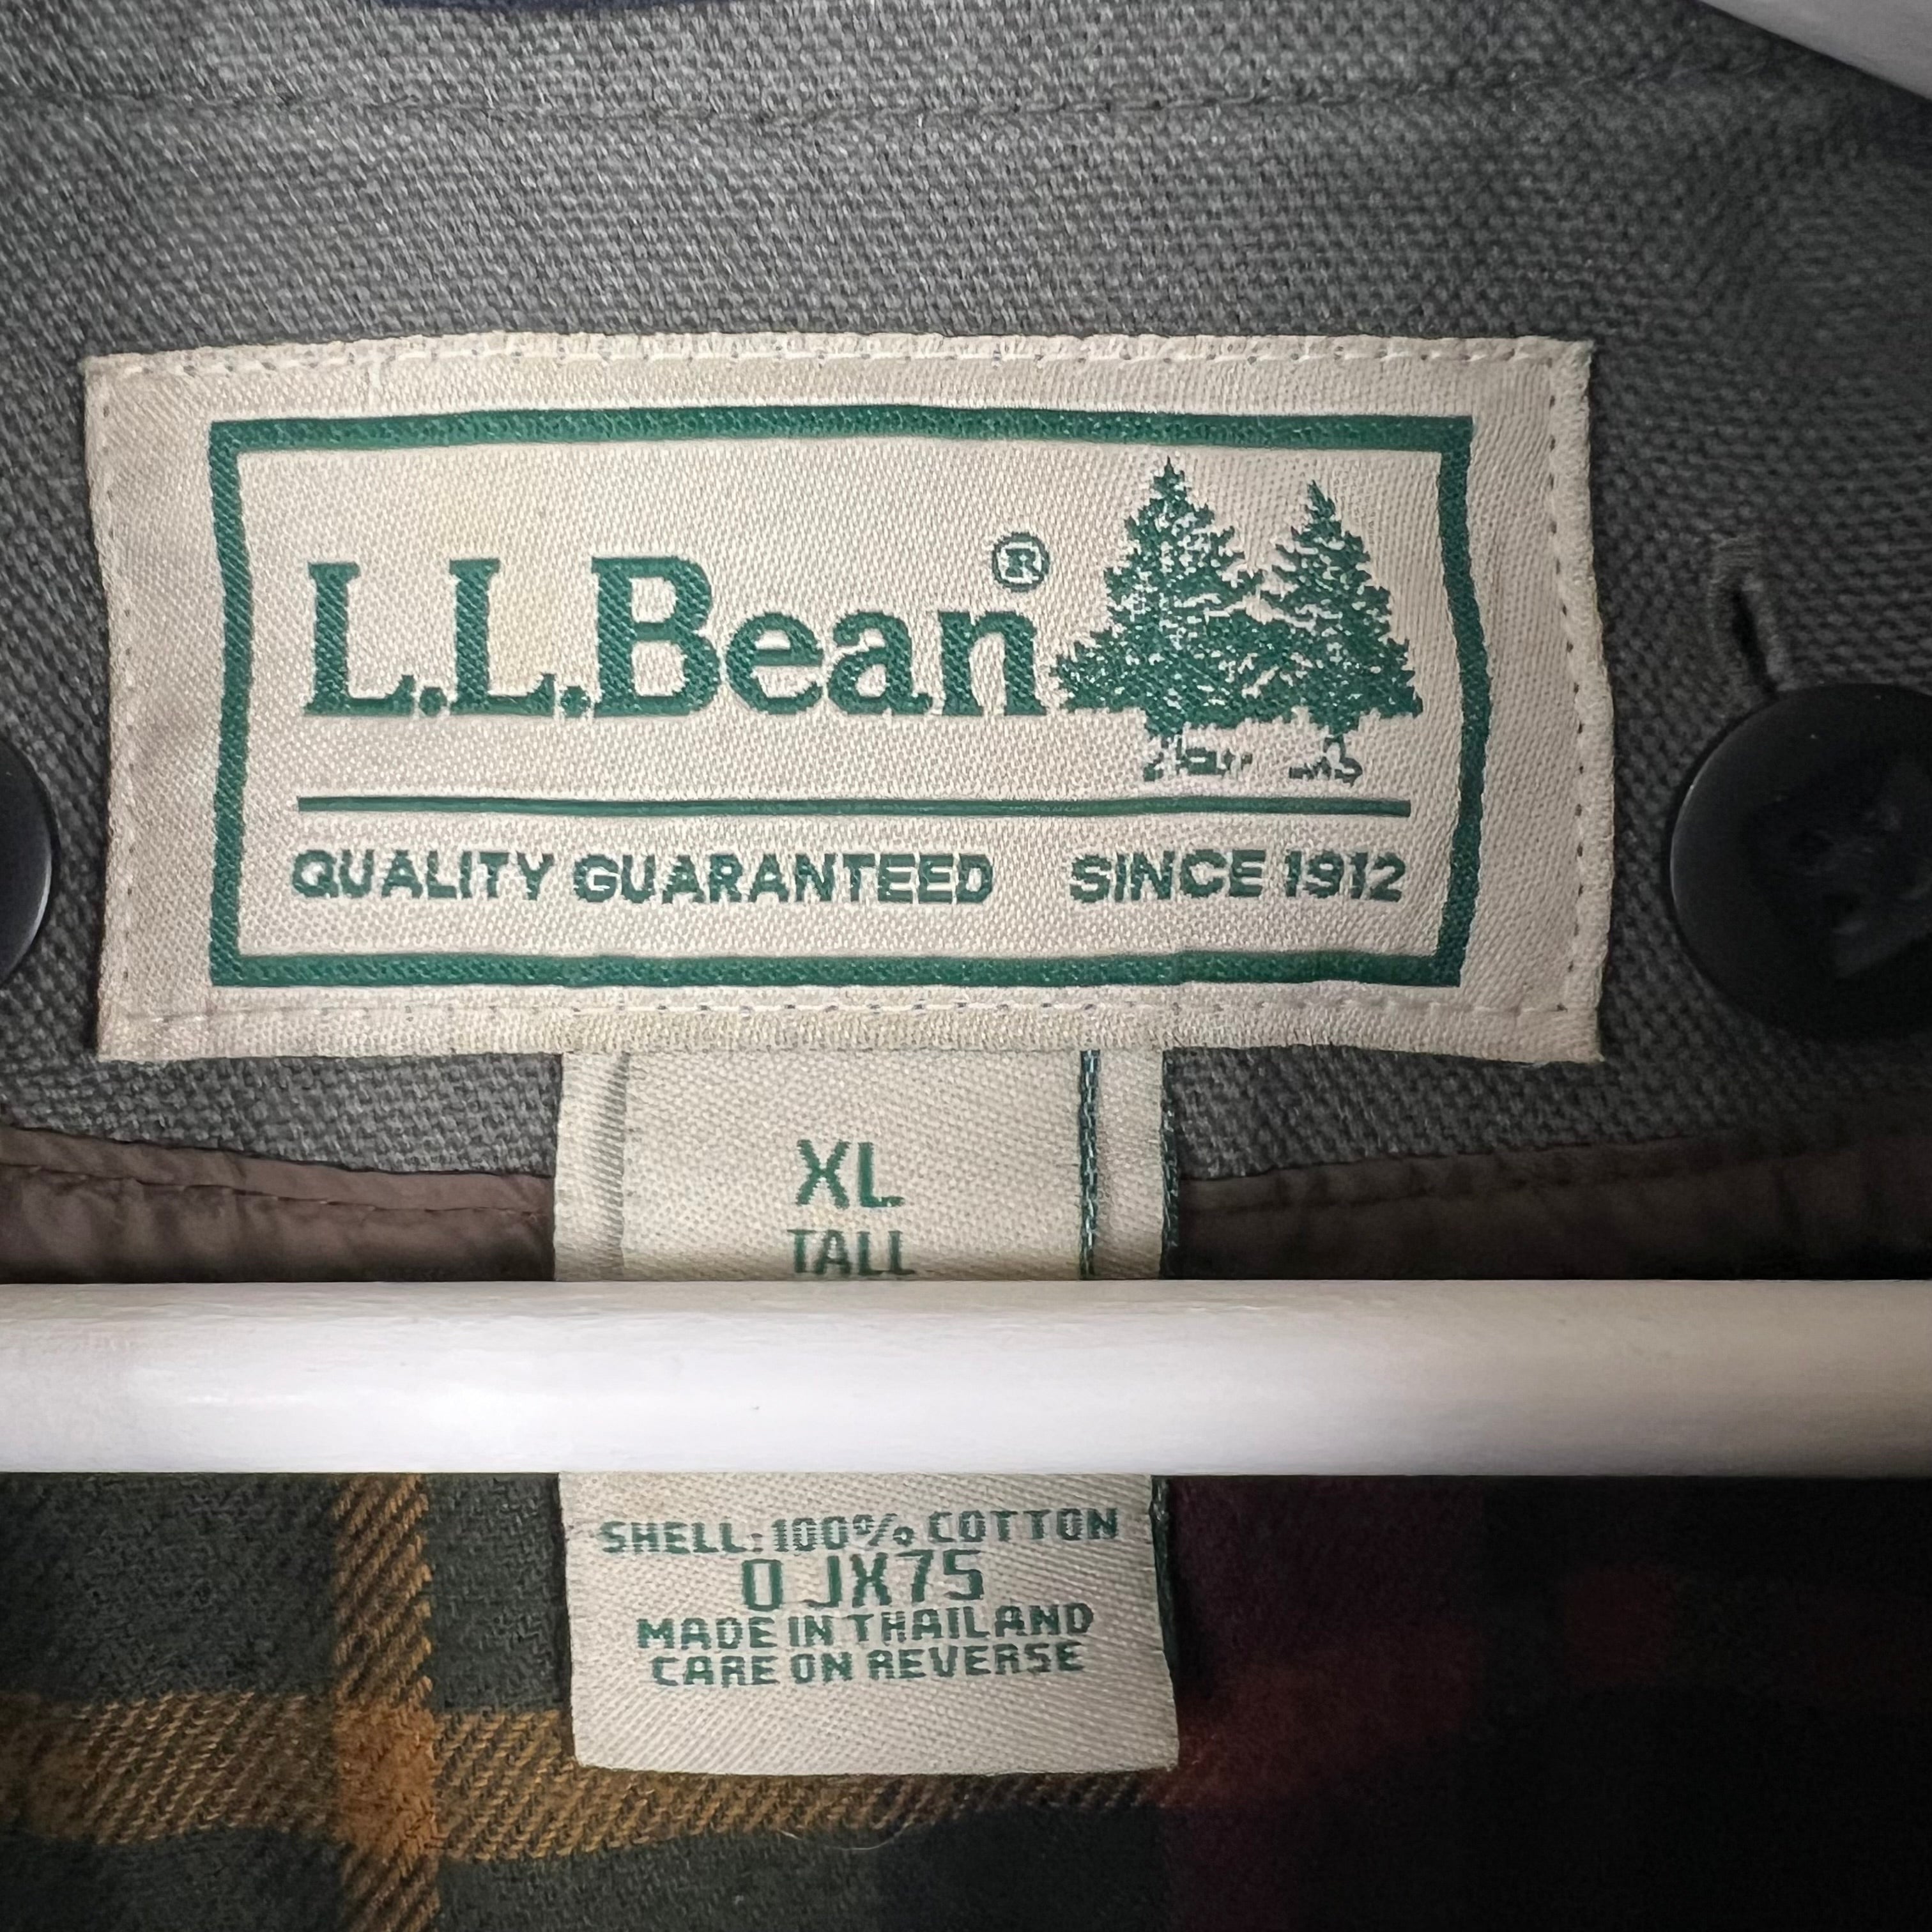 L.L.Bean®
QUALITY GUARANTEED SINCE 1912
XL
TALL
SHELL: 100% COTTON
0 JX75
MADE IN THAILAND
CARE ON REVERSE